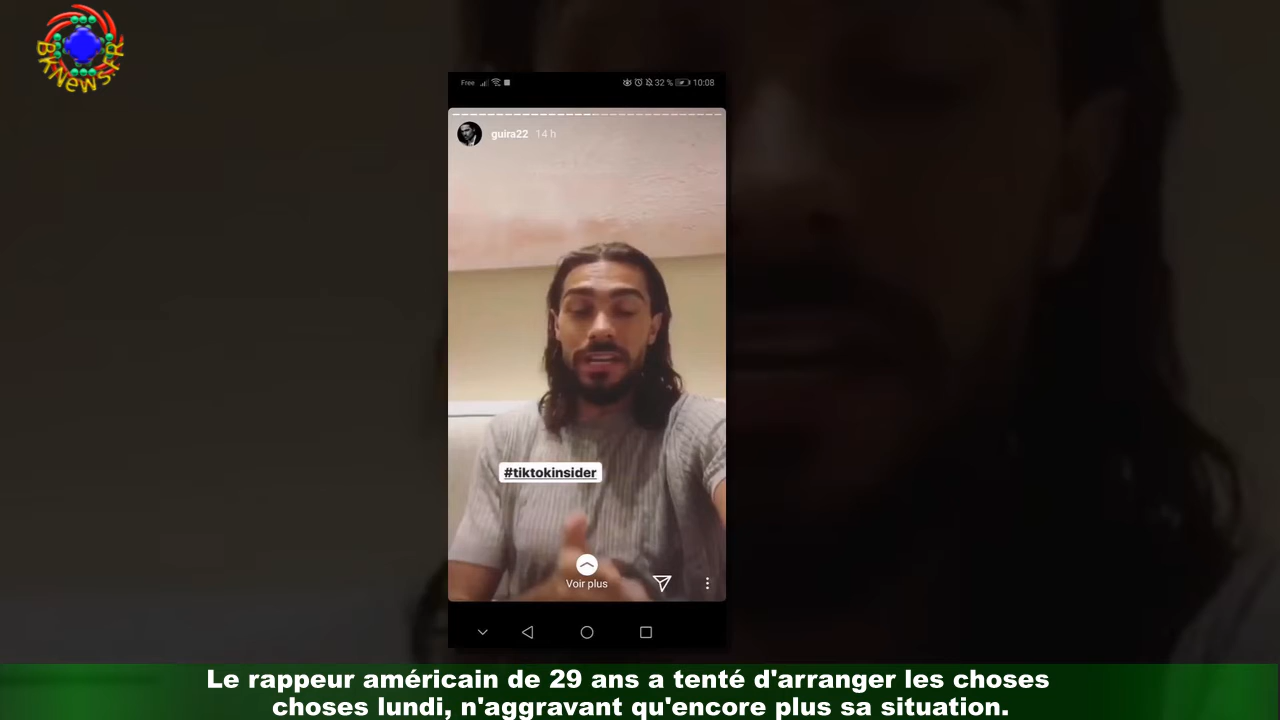 BKNews.FR
Free
32 %
10:08
guira22 14 h
#tiktokinsider
Voir plus
Le rappeur américain de 29 ans a tenté d'arranger les choses
choses lundi, n'aggravant qu'encore plus sa situation.